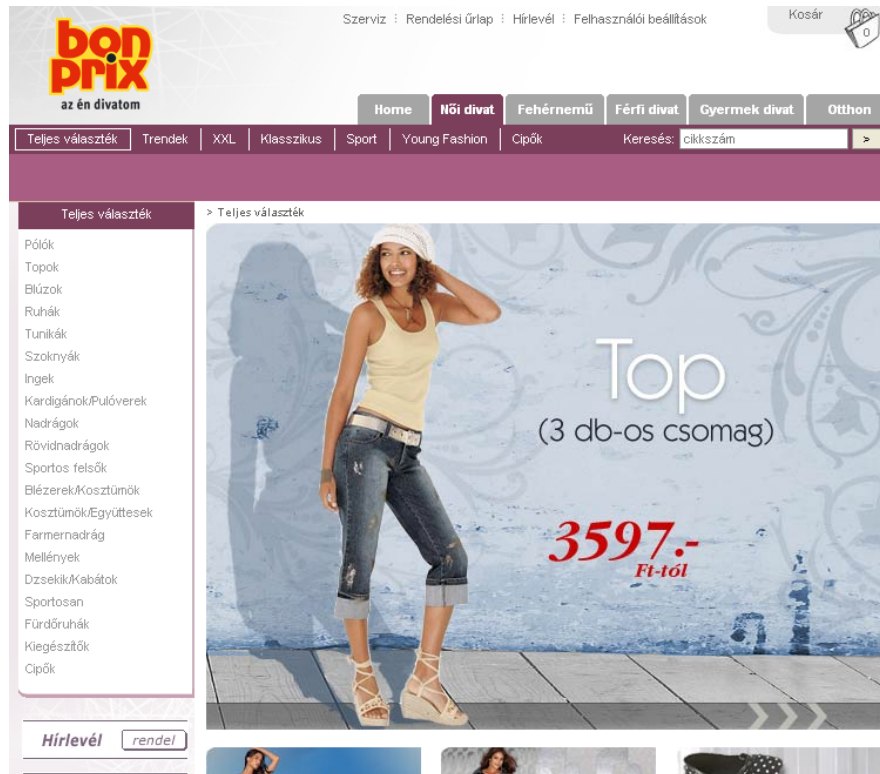 Szerviz ⋮ Rendelési űrlap ⋮ Hírlevél ⋮ Felhasználói beállítások
Kosár
0
bon
prix
az én divatom
Home Női divat Fehérnemű Férfi divat Gyermek divat Otthon
Teljes választék Trendek XXL Klasszikus Sport Young Fashion Cipők Keresés: cikkszám >
Teljes választék
> Teljes választék
Pólók
Topok
Blúzok
Ruhák
Tunikák
Szoknyák
Ingek
Kardigánok/Pulóverek
Nadrágok
Rövidnadrágok
Sportos felsők
Blézerek/Kosztümök
Kosztümök/Együttesek
Farmernadrág
Mellények
Dzsekik/Kabátok
Sportosan
Fürdőruhák
Kiegészítők
Cipők
Top
(3 db-os csomag)
3597.-
Ft-tól
Hírlevél rendel